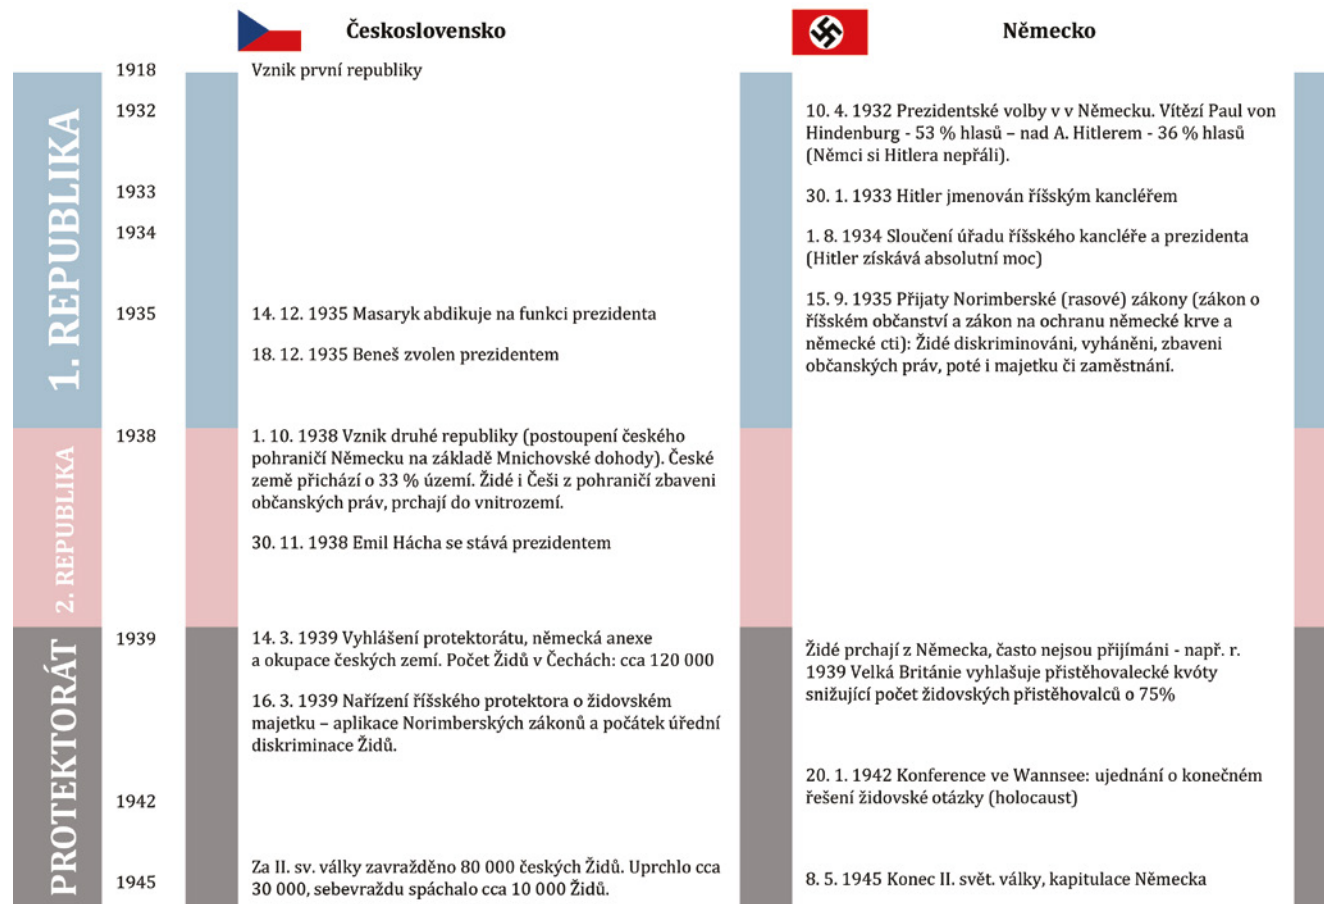 Československo
Německo
1. REPUBLIKA
2. REPUBLIKA
PROTEKTORÁT
1918
Vznik první republiky
1932
10. 4. 1932 Prezidentské volby v v Německu. Vítězí Paul von
Hindenburg - 53 % hlasů – nad A. Hitlerem - 36 % hlasů
(Němci si Hitlera nepřáli).
1933
30. 1. 1933 Hitler jmenován říšským kancléřem
1934
1. 8. 1934 Sloučení úřadu říšského kancléře a prezidenta
(Hitler získává absolutní moc)
1935
14. 12. 1935 Masaryk abdikuje na funkci prezidenta
18. 12. 1935 Beneš zvolen prezidentem
15. 9. 1935 Přijaty Norimberské (rasové) zákony (zákon o
říšském občanství a zákon na ochranu německé krve a
německé cti): Židé diskriminováni, vyháněni, zbaveni
občanských práv, poté i majetku či zaměstnání.
1938
1. 10. 1938 Vznik druhé republiky (postoupení českého
pohraničí Německu na základě Mnichovské dohody). České
země přichází o 33 % území. Židé i Češi z pohraničí zbaveni
občanských práv, prchají do vnitrozemí.
30. 11. 1938 Emil Hácha se stává prezidentem
1939
14. 3. 1939 Vyhlášení protektorátu, německá anexe
a okupace českých zemí. Počet Židů v Čechách: cca 120 000
16. 3. 1939 Nařízení říšského protektora o židovském
majetku – aplikace Norimberských zákonů a počátek úřední
diskriminace Židů.
Židé prchají z Německa, často nejsou přijímáni - např. r.
1939 Velká Británie vyhlašuje přistěhovalecké kvóty
snižující počet židovských přistěhovalců o 75%
1942
20. 1. 1942 Konference ve Wannsee: ujednání o konečném
řešení židovské otázky (holocaust)
1945
Za II. sv. války zavražděno 80 000 českých Židů. Uprchlo cca
30 000, sebevraždu spáchalo cca 10 000 Židů.
8. 5. 1945 Konec II. svět. války, kapitulace Německa